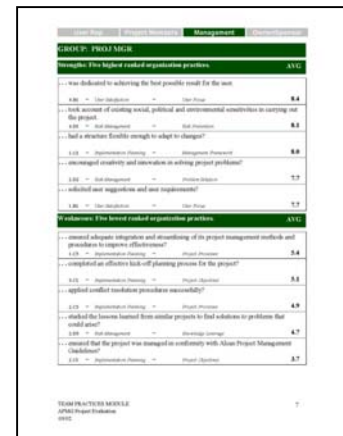 User Rep Project Members Management Owner/Sponsor
GROUP: PROJ MGR
Strengths: Five highest ranked organization practices. AVG
. . . was dedicated to achieving the best possible result for the user.
User Satisfaction User Focus 8.4
. . . took account of existing social, political and environmental sensitivities in carrying out
the project.
Risk Management Risk Prevention 8.1
. . . had a structure flexible enough to adapt to changes?
Implementation Planning Management Framework 8.0
. . . encouraged creativity and innovation in solving project problems?
Risk Management Problem Solution 7.7
. . . solicited user suggestions and user requirements?
User Satisfaction User Focus 7.7
Weaknesses: Five lowest ranked organization practices. AVG
. . . ensured adequate integration and streamlining of its project management methods and
procedures to improve effectiveness?
Implementation Planning Project Processes 5.4
. . . completed an effective kick-off planning process for the project?
Implementation Planning Project Objectives 5.1
. . . applied conflict resolution procedures successfully?
Implementation Planning Project Processes 4.9
. . . studied the lessons learned from similar projects to find solutions to problems that
could arise?
Risk Management Knowledge Leverage 4.7
. . . ensured that the project was managed in conformity with Alcan Project Management
Guidelines?
Implementation Planning Project Objectives 3.7
TEAM PRACTICES MODULE 7
APMG Project Evaluation